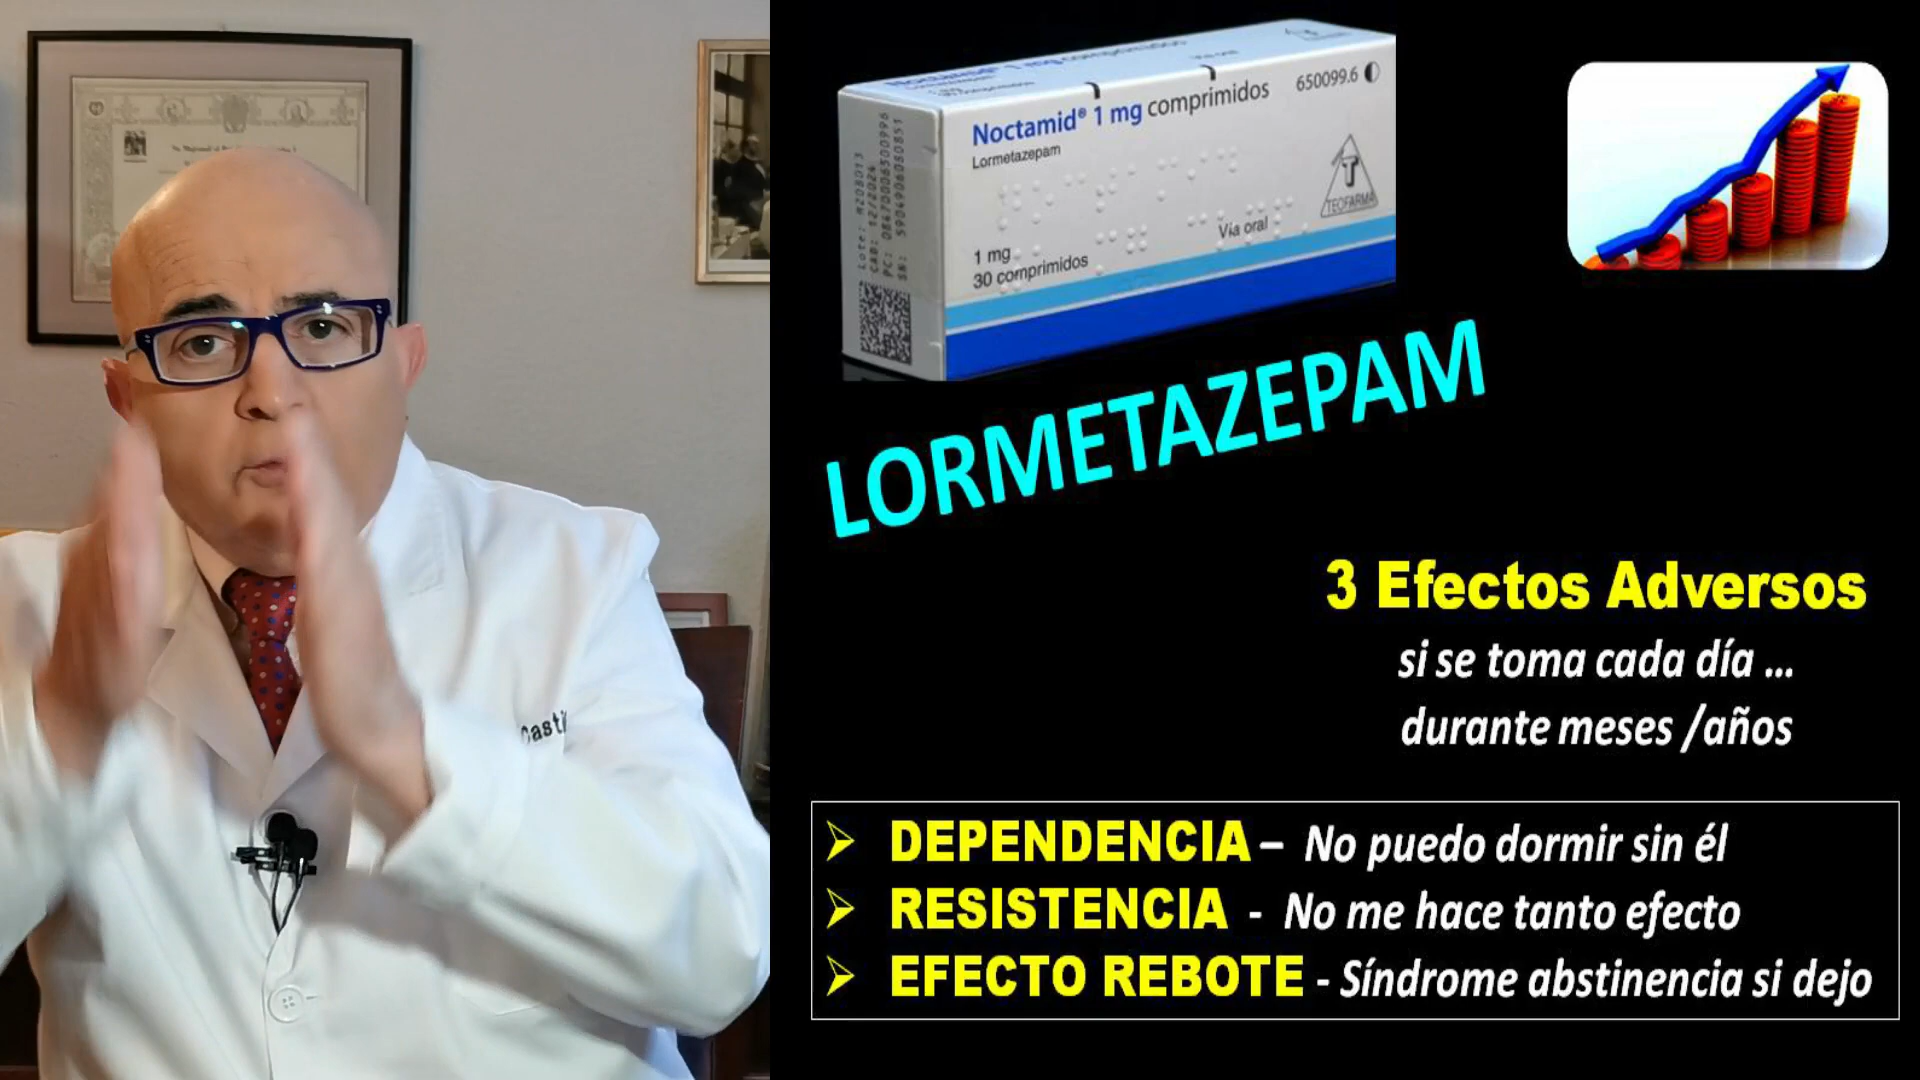 Noctamid® 1 mg comprimidos
Lormetazepam
650099.6
TEOFARMA
Vía oral
1 mg
30 comprimidos
LORMETAZEPAM
3 Efectos Adversos
si se toma cada día ...
durante meses /años
DEPENDENCIA – No puedo dormir sin él
RESISTENCIA - No me hace tanto efecto
EFECTO REBOTE - Síndrome abstinencia si dejo